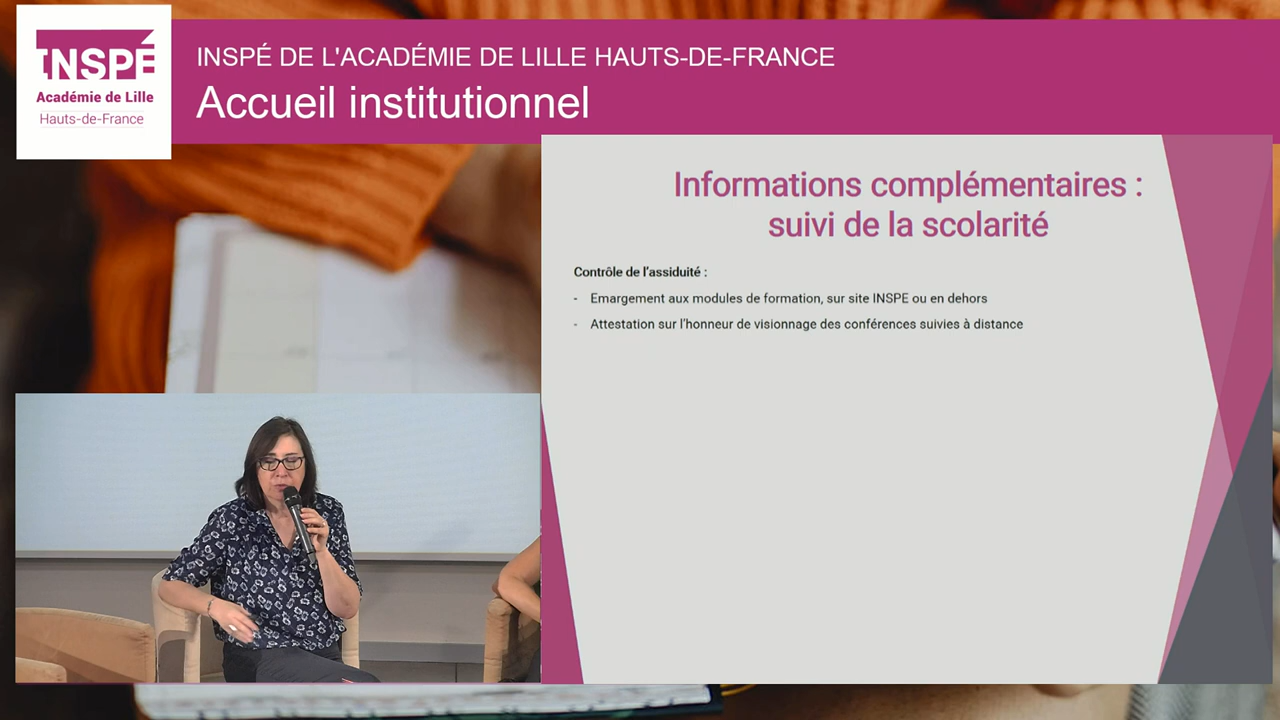 INSPÉ
Académie de Lille
Hauts-de-France
INSPÉ DE L'ACADÉMIE DE LILLE HAUTS-DE-FRANCE
Accueil institutionnel
Informations complémentaires :
suivi de la scolarité
Contrôle de l’assiduité :
- Emargement aux modules de formation, sur site INSPE ou en dehors
- Attestation sur l’honneur de visionnage des conférences suivies à distance